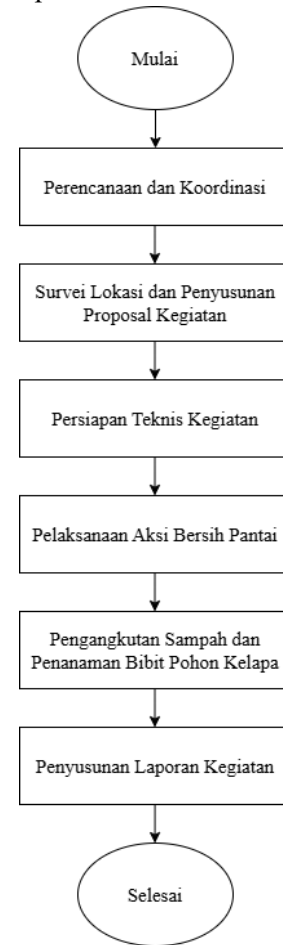 Mulai
Perencanaan dan Koordinasi
Survei Lokasi dan Penyusunan
Proposal Kegiatan
Persiapan Teknis Kegiatan
Pelaksanaan Aksi Bersih Pantai
Pengangkutan Sampah dan
Penanaman Bibit Pohon Kelapa
Penyusunan Laporan Kegiatan
Selesai